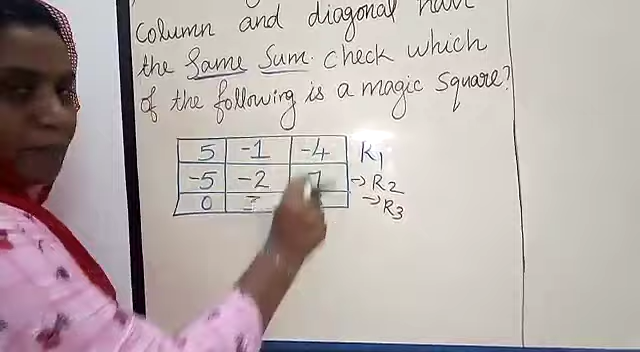 column and diagonal have
the Same Sum. check which
of the following is a magic square?
5 -1 -4 R1
-5 -2 7 → R2
0 → R3